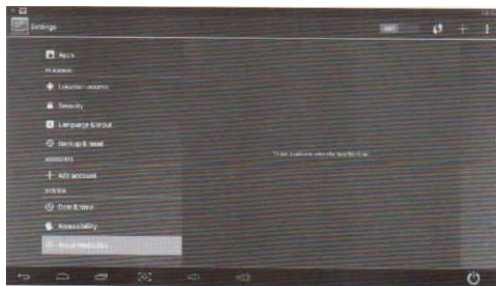 Settings
Apps
PERSONAL
Location access
Security
Language & input
Backup & reset
ACCOUNTS
Add account
SYSTEM
Date & time
Accessibility